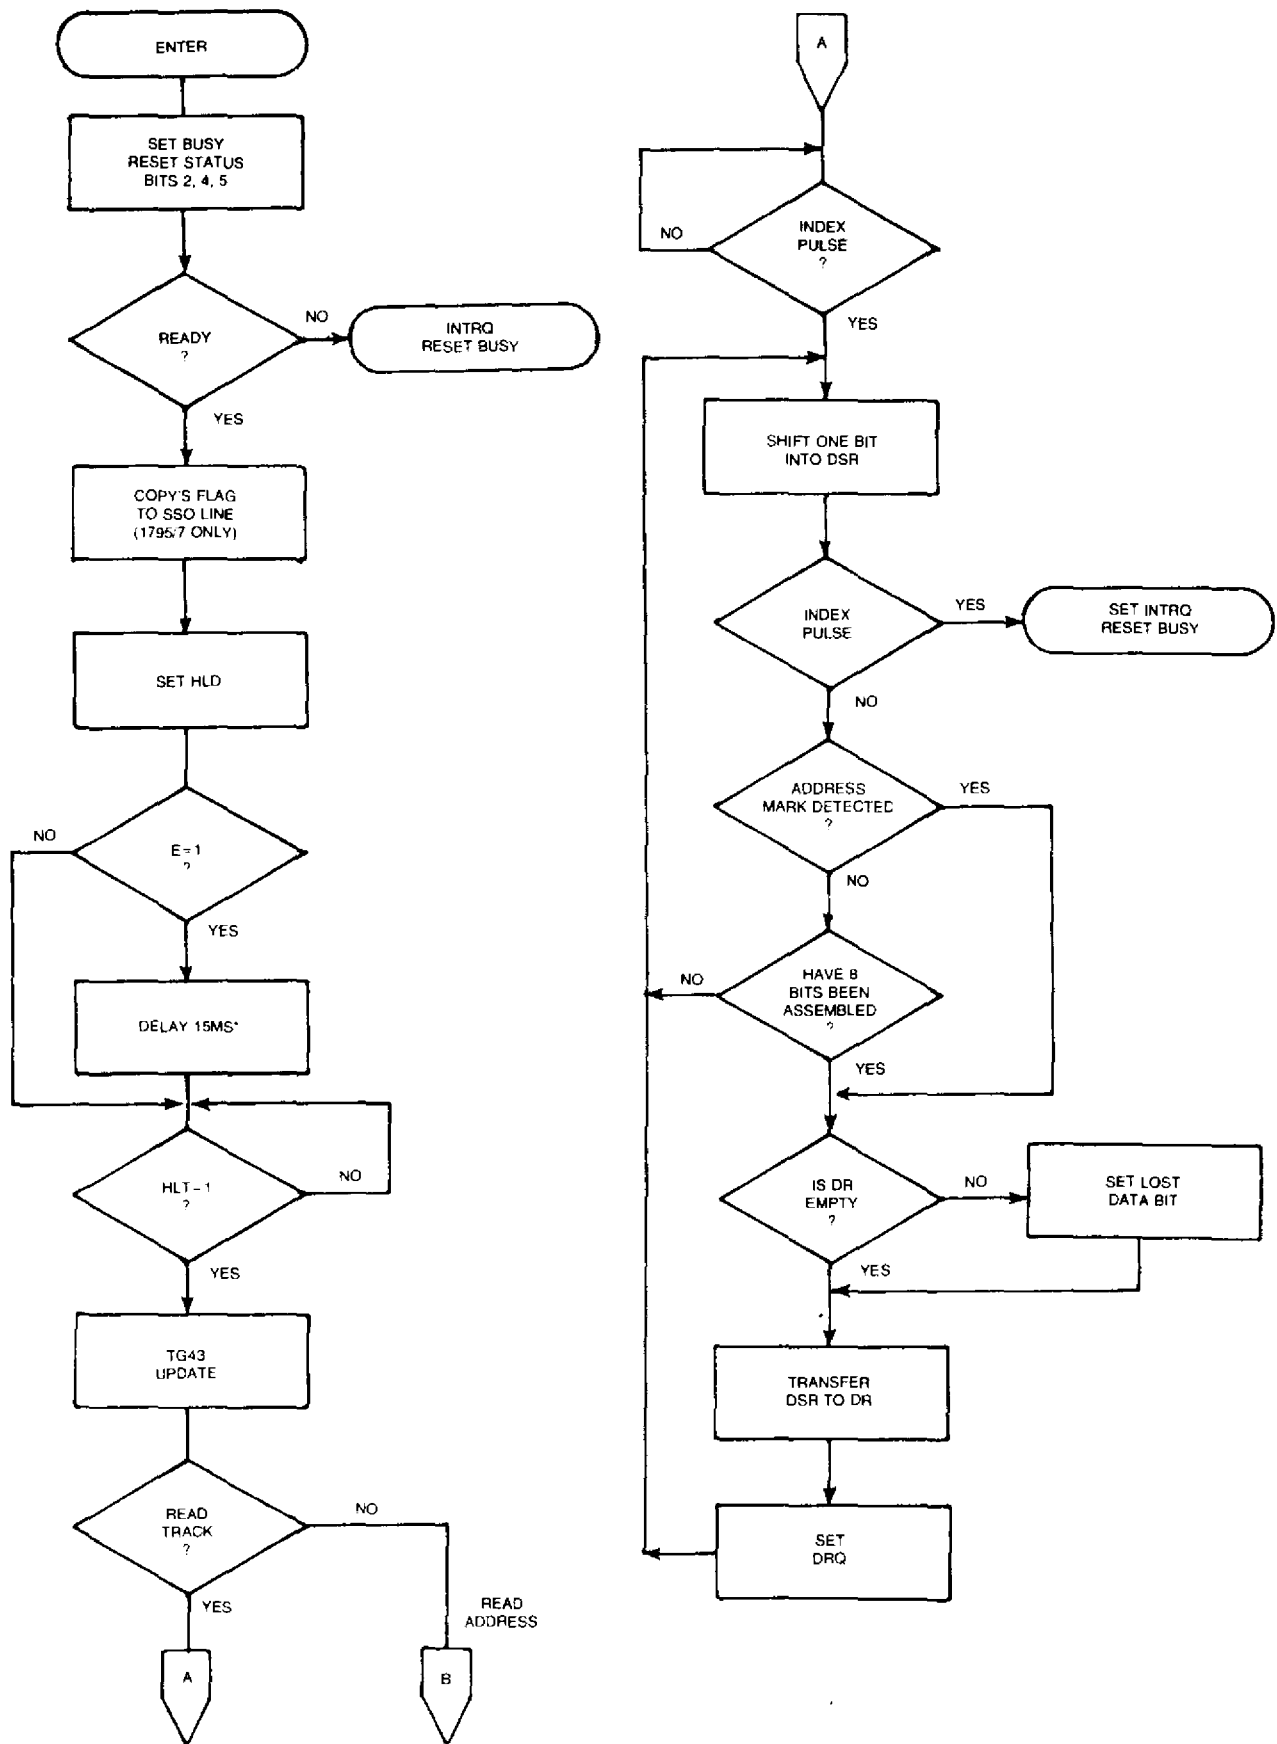 ENTER
SET BUSY
RESET STATUS
BITS 2, 4, 5
READY
?
NO
INTRQ
RESET BUSY
YES
COPY'S FLAG
TO SSO LINE
(1795/7 ONLY)
SET HLD
NO
E=1
?
YES
DELAY 15MS*
HLT=1
?
NO
YES
TG43
UPDATE
READ
TRACK
?
NO
YES
READ
ADDRESS
A
B
A
INDEX
PULSE
?
NO
YES
SHIFT ONE BIT
INTO DSR
INDEX
PULSE
YES
SET INTRQ
RESET BUSY
NO
ADDRESS
MARK DETECTED
?
YES
NO
HAVE 8
BITS BEEN
ASSEMBLED
?
NO
YES
IS DR
EMPTY
?
NO
SET LOST
DATA BIT
YES
TRANSFER
DSR TO DR
SET
DRQ